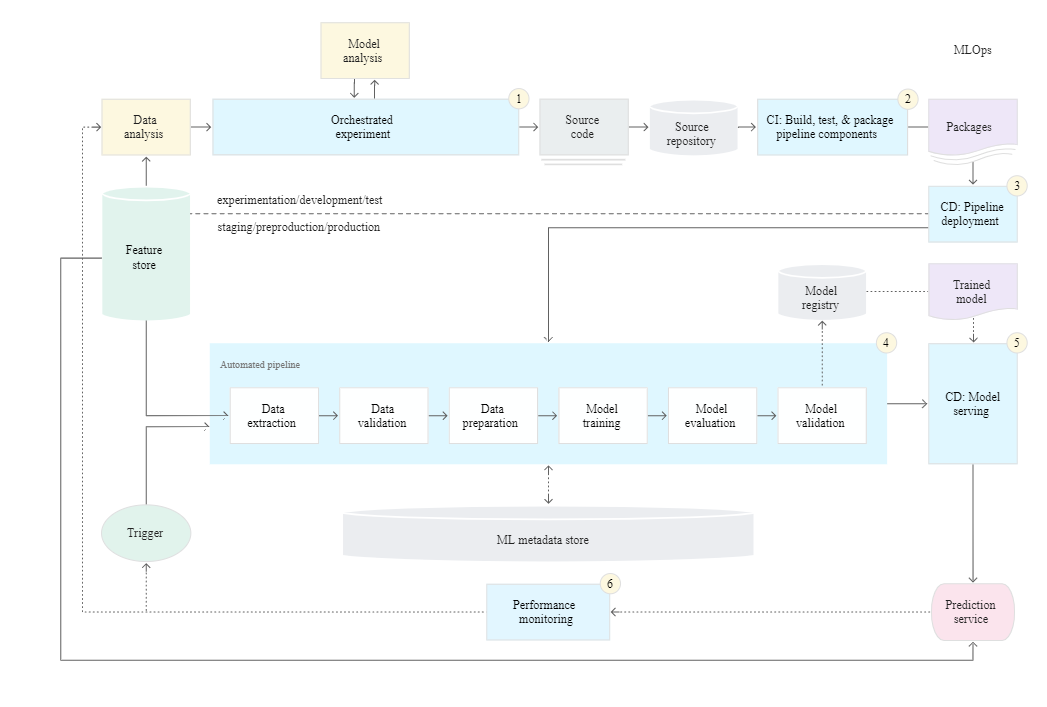 Model
analysis
MLOps
1
2
Data
analysis
Orchestrated
experiment
Source
code
Source
repository
CI: Build, test, & package
pipeline components
Packages
3
experimentation/development/test
staging/preproduction/production
CD: Pipeline
deployment
Feature
store
Model
registry
Trained
model
4
5
Automated pipeline
Data
extraction
Data
validation
Data
preparation
Model
training
Model
evaluation
Model
validation
CD: Model
serving
Trigger
ML metadata store
6
Performance
monitoring
Prediction
service